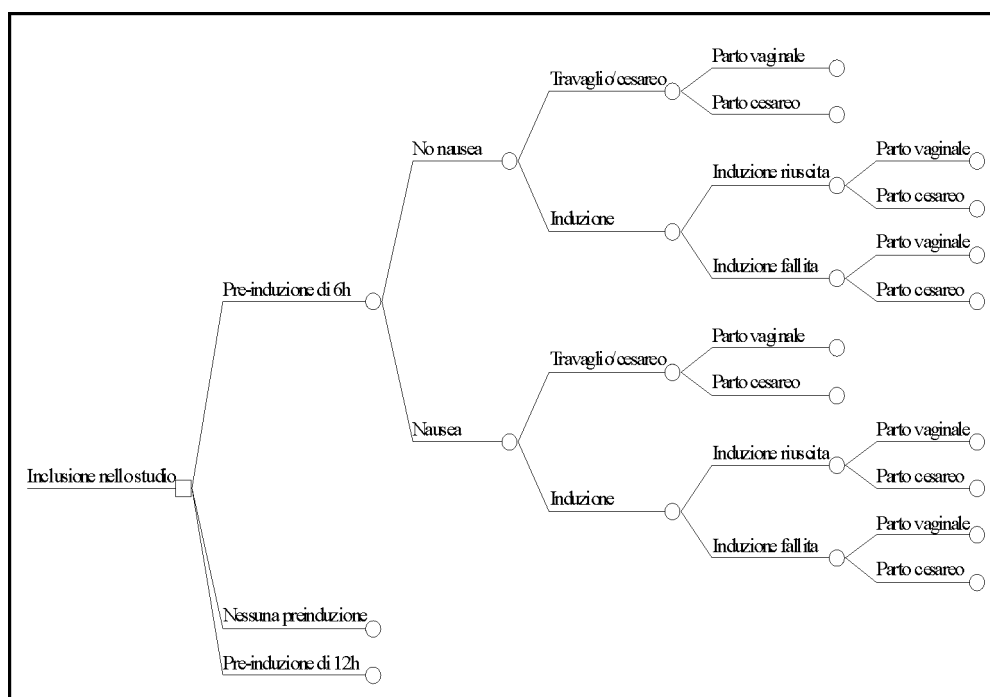 Parto vaginale
Travaglio/cesareo
Parto cesareo
No nausea
Parto vaginale
Induzione riuscita
Parto cesareo
Induzione
Parto vaginale
Induzione fallita
Parto cesareo
Pre-induzione di 6h
Parto vaginale
Travaglio/cesareo
Parto cesareo
Nausea
Parto vaginale
Induzione riuscita
Parto cesareo
Inclusione nello studio
Induzione
Parto vaginale
Induzione fallita
Parto cesareo
Nessuna preinduzione
Pre-induzione di 12h